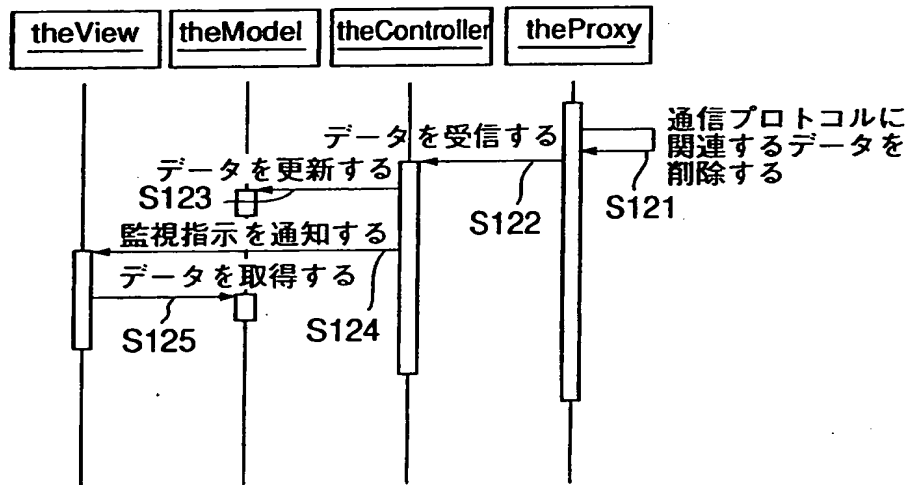 theView theModel theController theProxy
通信プロトコルに
関連するデータを
削除する
S121
データを受信する
S122
データを更新する
S123
監視指示を通知する
S124
データを取得する
S125